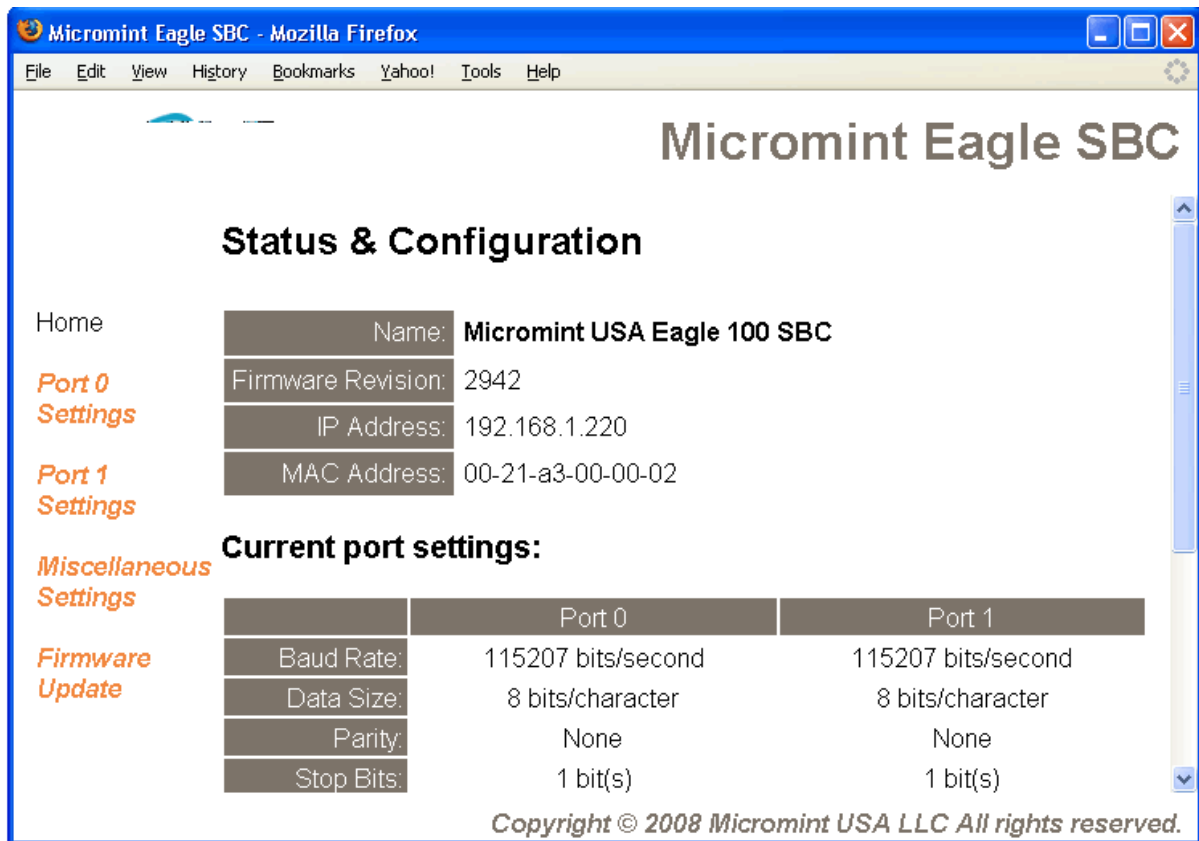 Micromint Eagle SBC - Mozilla Firefox
File Edit View History Bookmarks Yahoo! Tools Help
Micromint Eagle SBC
Status & Configuration
Home
Port 0
Settings
Port 1
Settings
Miscellaneous
Settings
Firmware
Update
Name: Micromint USA Eagle 100 SBC
Firmware Revision: 2942
IP Address: 192.168.1.220
MAC Address: 00-21-a3-00-00-02
Current port settings:
Port 0 Port 1
Baud Rate: 115207 bits/second 115207 bits/second
Data Size: 8 bits/character 8 bits/character
Parity: None None
Stop Bits: 1 bit(s) 1 bit(s)
Copyright © 2008 Micromint USA LLC All rights reserved.